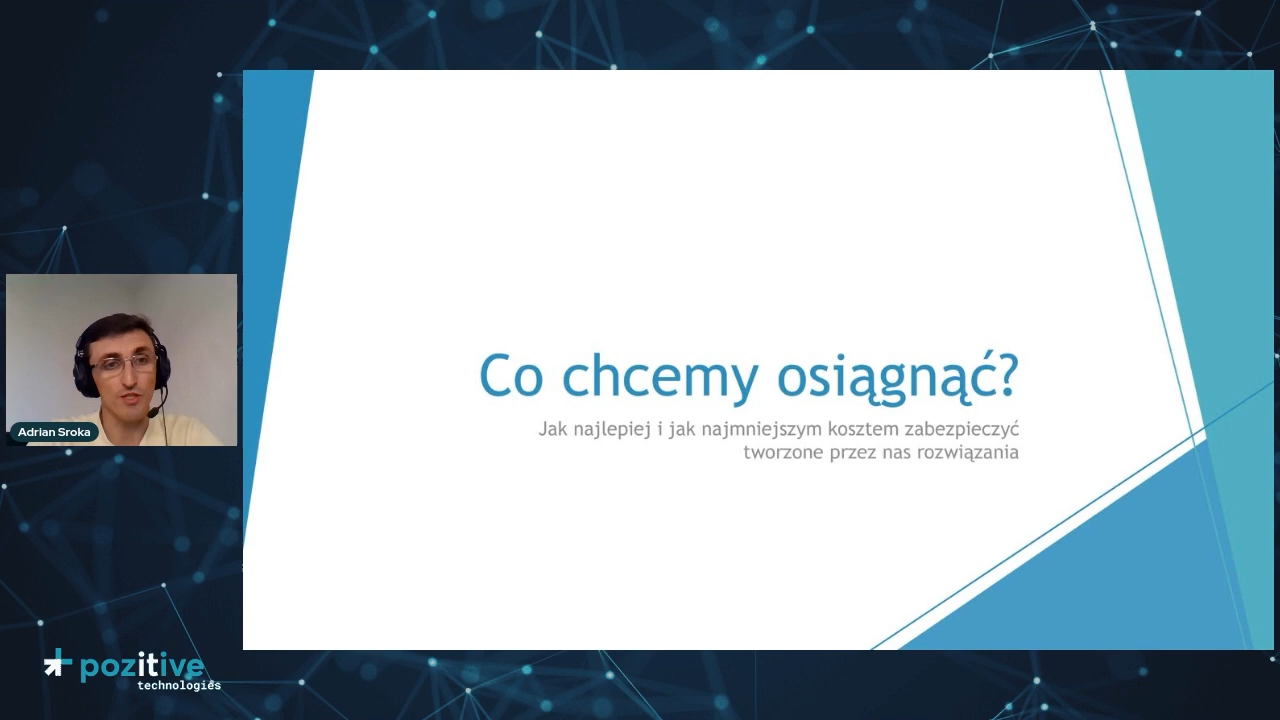 Co chcemy osiągnąć?
Jak najlepiej i jak najmniejszym kosztem zabezpieczyć
tworzone przez nas rozwiązania
Adrian Sroka
pozitive
technologies